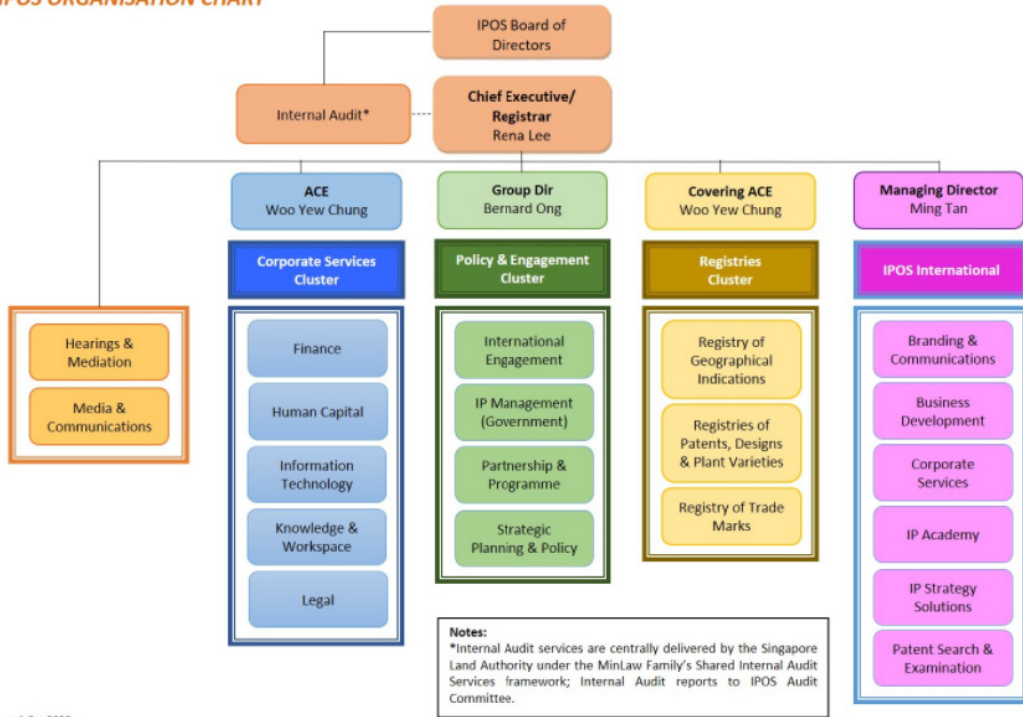 IPOS ORGANISATION CHART
IPOS Board of
Directors
Internal Audit*
Chief Executive/
Registrar
Rena Lee
ACE
Woo Yew Chung
Group Dir
Bernard Ong
Covering ACE
Woo Yew Chung
Managing Director
Ming Tan
Corporate Services
Cluster
Policy & Engagement
Cluster
Registries
Cluster
IPOS International
Hearings &
Mediation
Media &
Communications
Finance
Human Capital
Information
Technology
Knowledge &
Workspace
Legal
International
Engagement
IP Management
(Government)
Partnership &
Programme
Strategic
Planning & Policy
Registry of
Geographical
Indications
Registries of
Patents, Designs
& Plant Varieties
Registry of Trade
Marks
Branding &
Communications
Business
Development
Corporate
Services
IP Academy
IP Strategy
Solutions
Patent Search &
Examination
Notes:
*Internal Audit services are centrally delivered by the Singapore
Land Authority under the MinLaw Family's Shared Internal Audit
Services framework; Internal Audit reports to IPOS Audit
Committee.